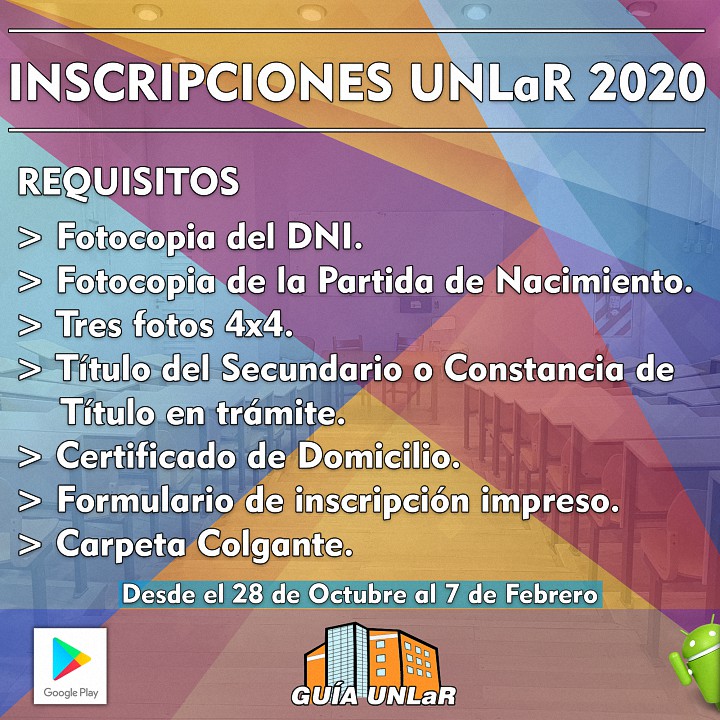 INSCRIPCIONES UNLaR 2020
REQUISITOS
> Fotocopia del DNI.
> Fotocopia de la Partida de Nacimiento.
> Tres fotos 4x4.
> Título del Secundario o Constancia de
Título en trámite.
> Certificado de Domicilio.
> Formulario de inscripción impreso.
> Carpeta Colgante.
Desde el 28 de Octubre al 7 de Febrero
Google Play
GUÍA UNLaR